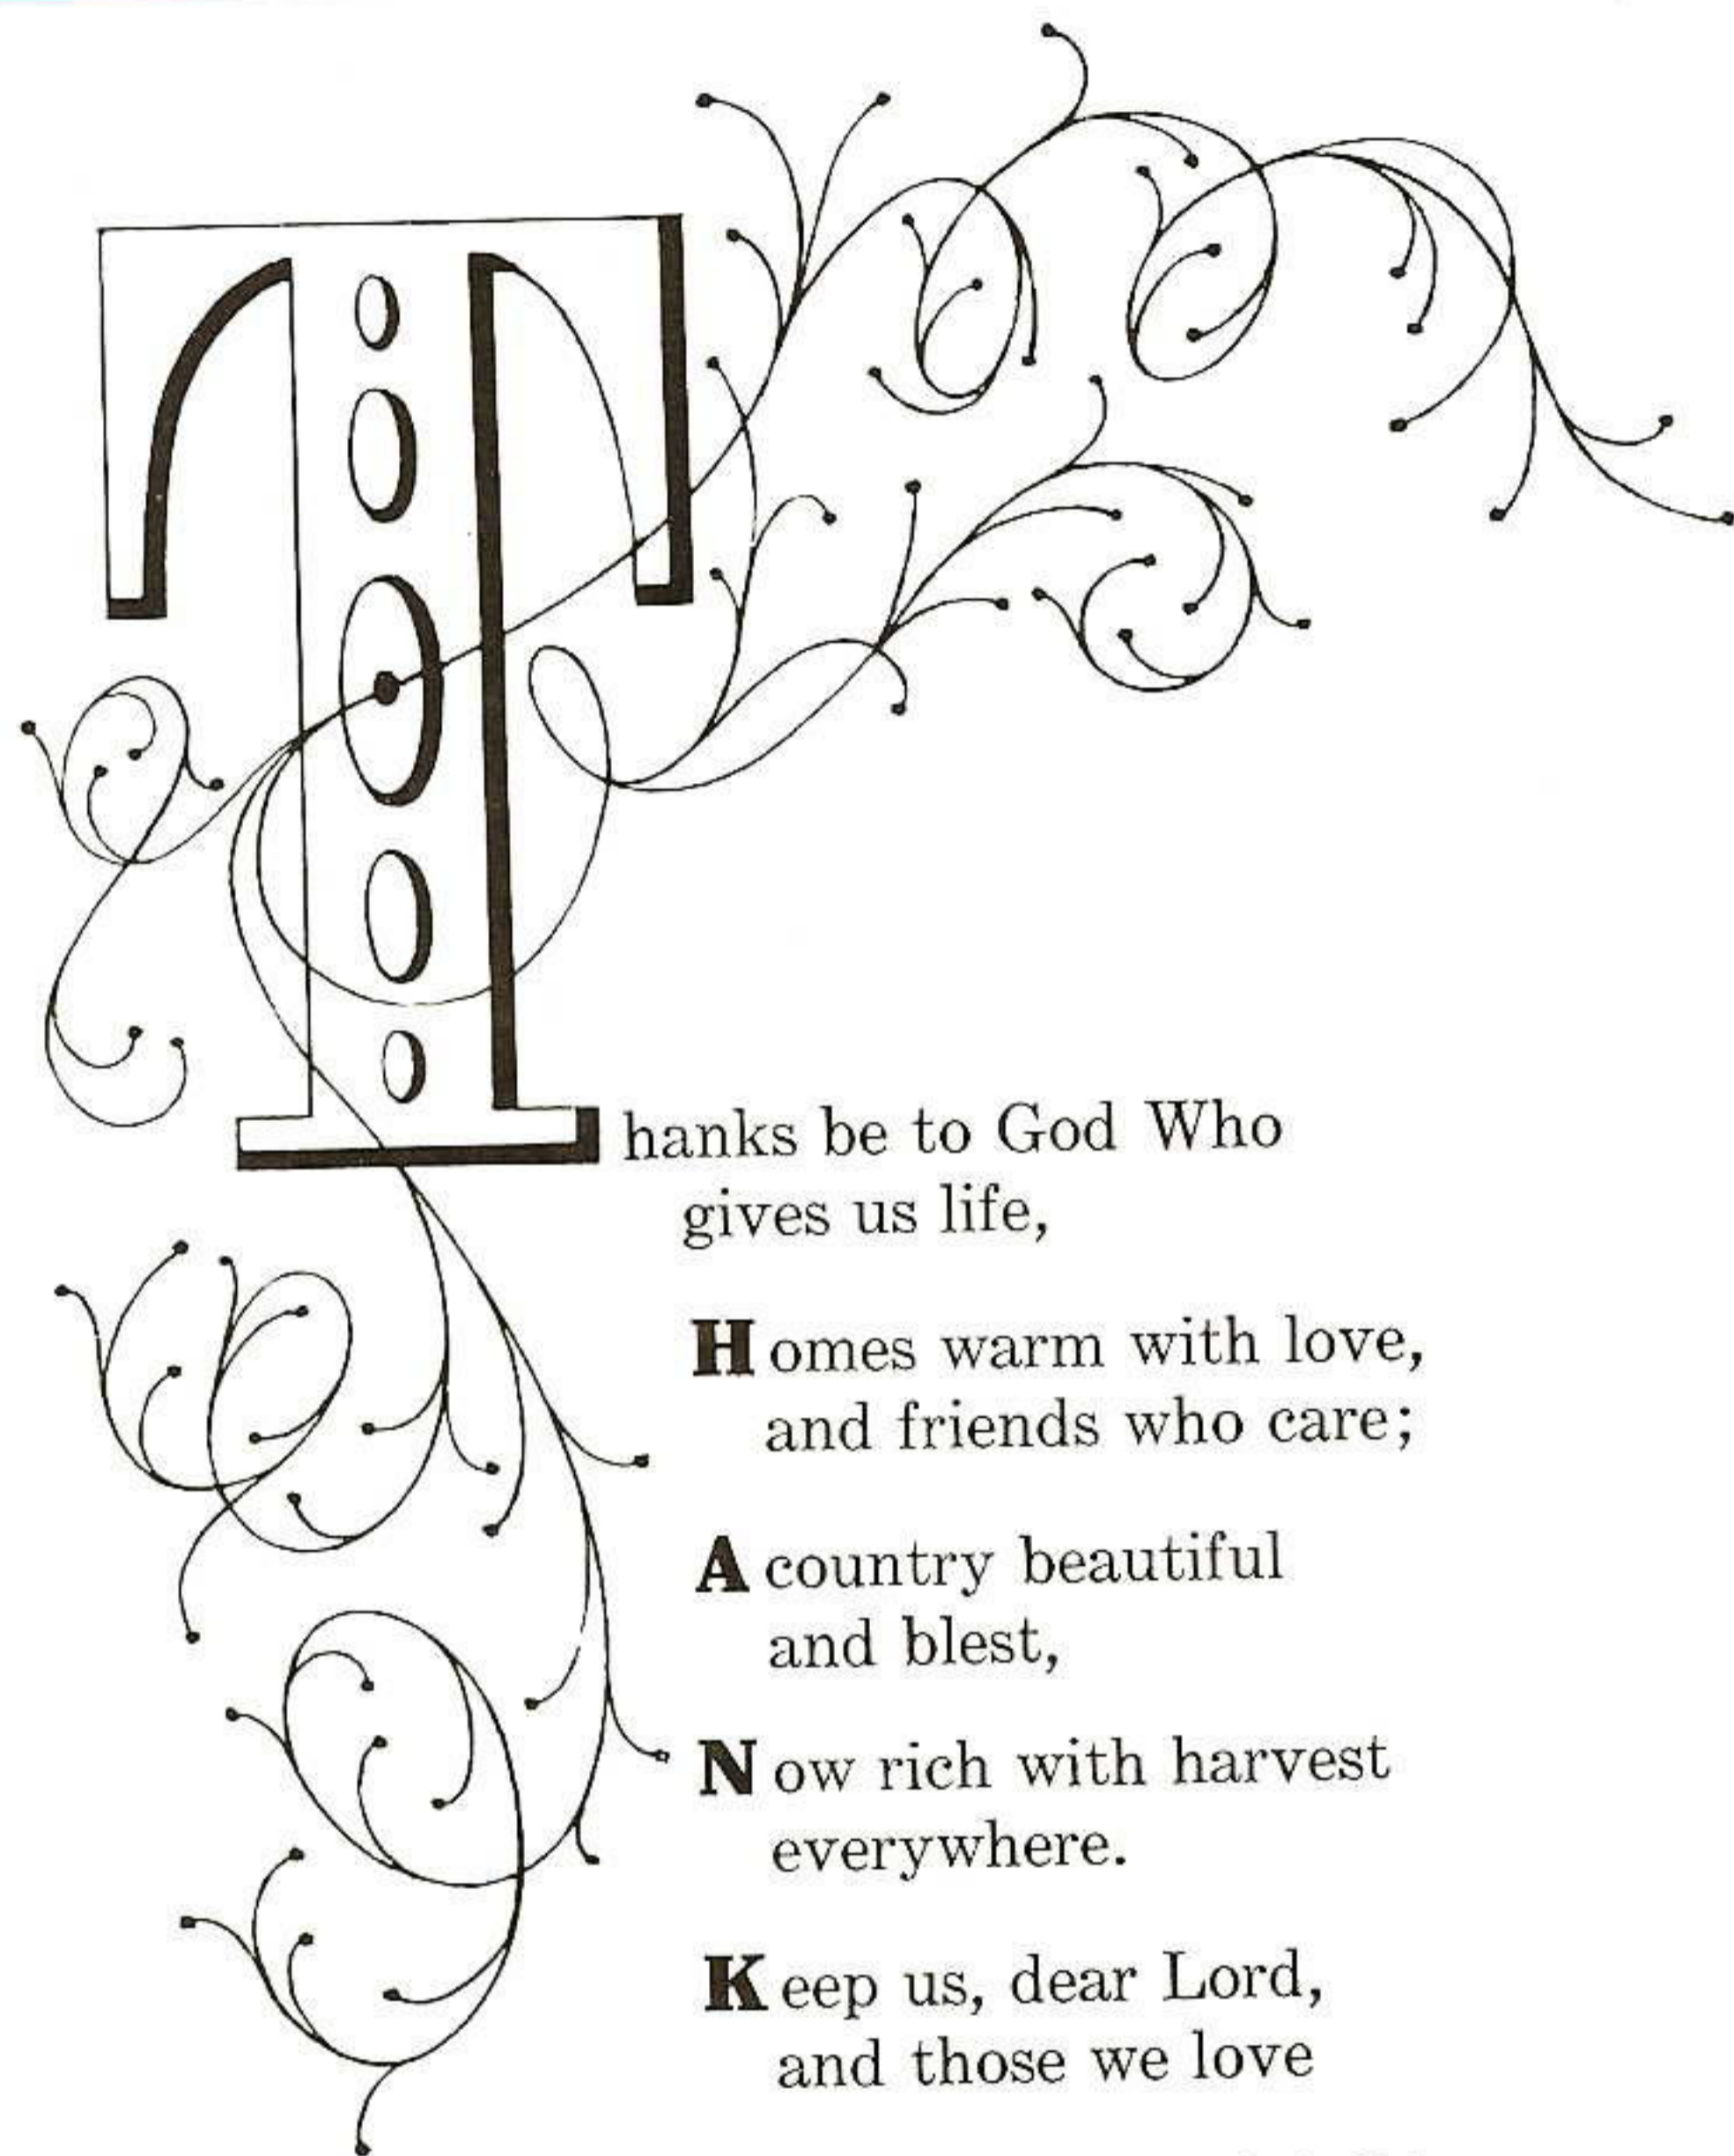 Thanks be to God Who
gives us life,
Homes warm with love,
and friends who care;
A country beautiful
and blest,
Now rich with harvest
everywhere.
Keep us, dear Lord,
and those we love